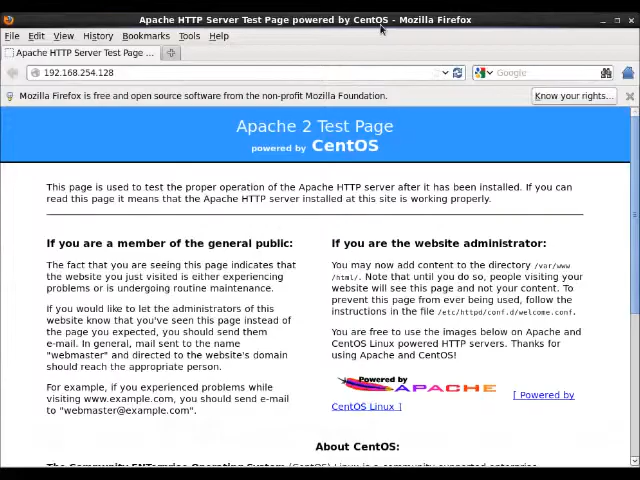 Apache HTTP Server Test Page powered by CentOS - Mozilla Firefox
File Edit View History Bookmarks Tools Help
Apache HTTP Server Test Page ...
192.168.254.128
Google
Mozilla Firefox is free and open source software from the non-profit Mozilla Foundation.
Know your rights...
Apache 2 Test Page
powered by CentOS
This page is used to test the proper operation of the Apache HTTP server after it has been installed. If you can
read this page it means that the Apache HTTP server installed at this site is working properly.
If you are a member of the general public:
The fact that you are seeing this page indicates that
the website you just visited is either experiencing
problems or is undergoing routine maintenance.
If you would like to let the administrators of this
website know that you've seen this page instead of
the page you expected, you should send them
e-mail. In general, mail sent to the name
"webmaster" and directed to the website's domain
should reach the appropriate person.
For example, if you experienced problems while
visiting www.example.com, you should send e-mail
to "webmaster@example.com".
If you are the website administrator:
You may now add content to the directory /var/www
/html/. Note that until you do so, people visiting your
website will see this page and not your content. To
prevent this page from ever being used, follow the
instructions in the file /etc/httpd/conf.d/welcome.conf.
You are free to use the images below on Apache and
CentOS Linux powered HTTP servers. Thanks for
using Apache and CentOS!
Powered by
APACHE
[ Powered by
CentOS Linux ]
About CentOS:
The Community ENTerprise Operating System (CentOS) Linux is a community-supported enterprise